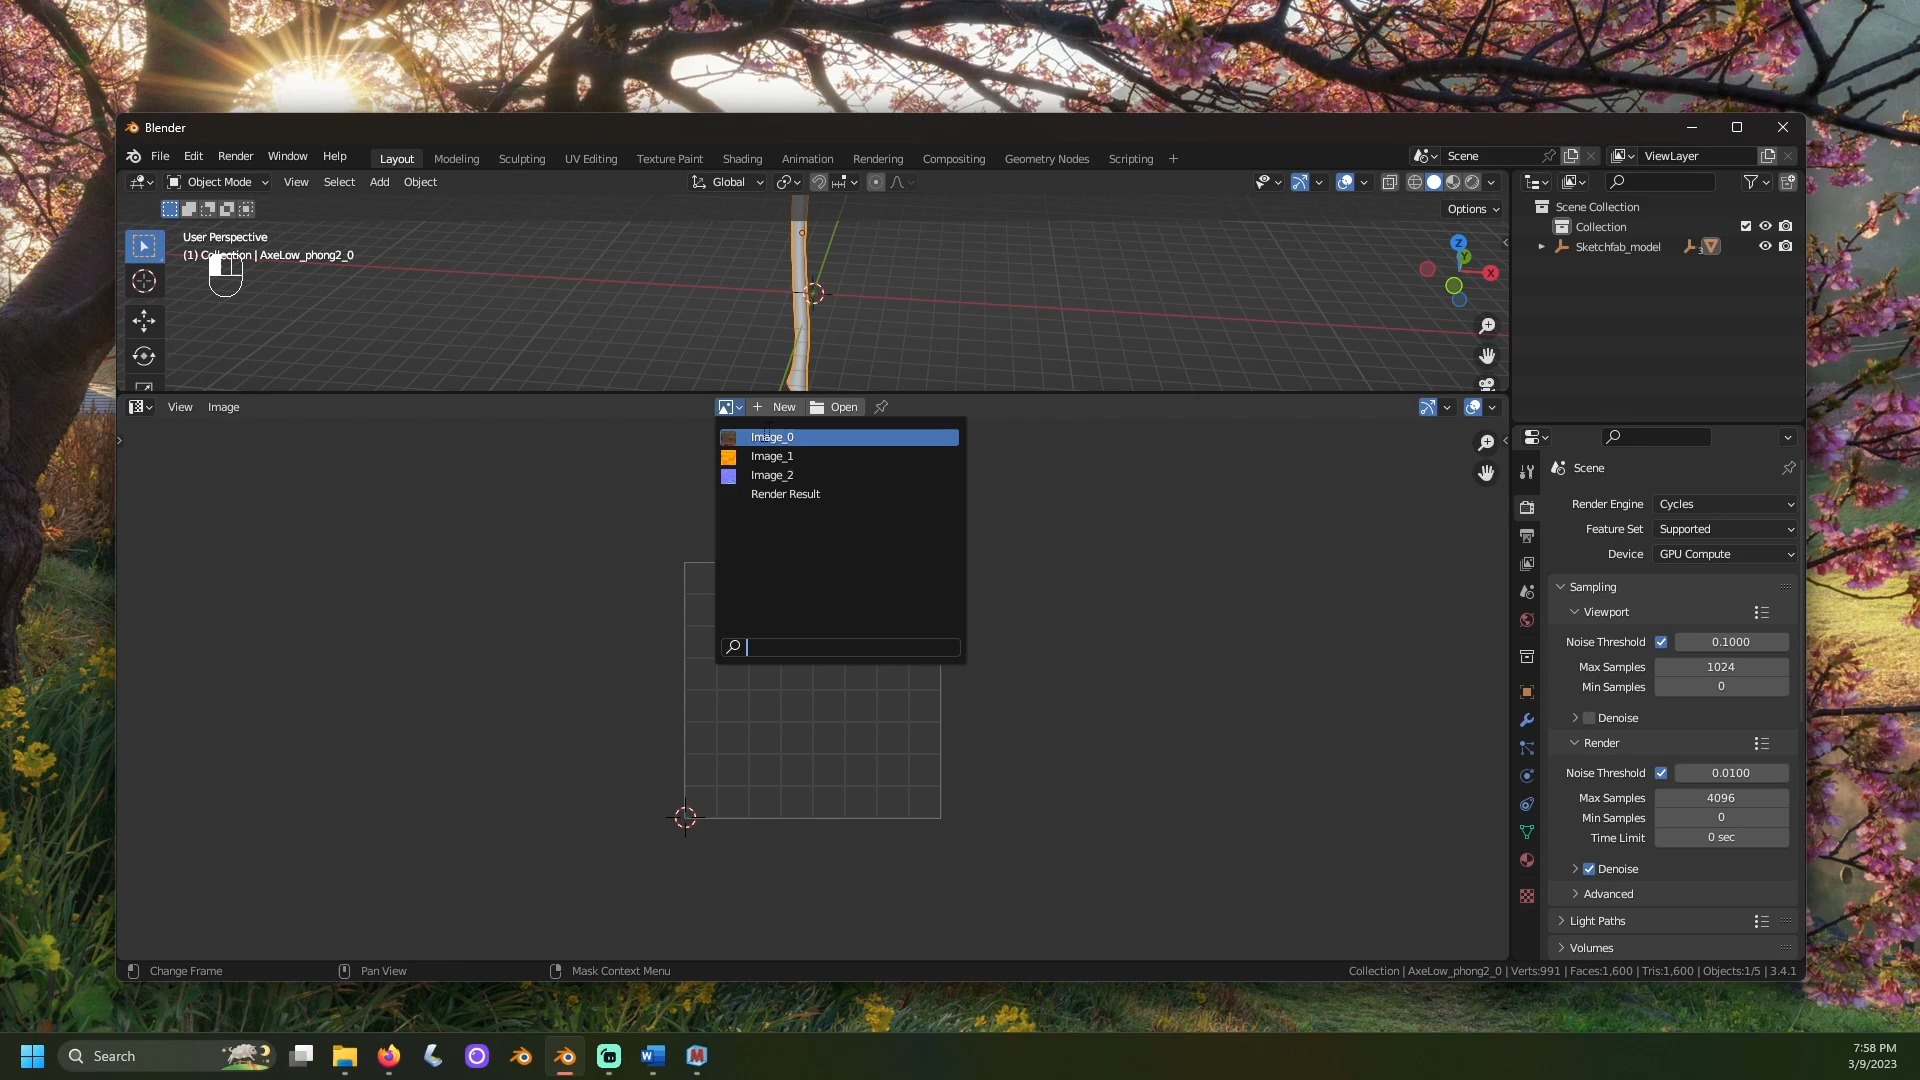 Blender
File Edit Render Window Help Layout Modeling Sculpting UV Editing Texture Paint Shading Animation Rendering Compositing Geometry Nodes Scripting + Scene ViewLayer
Object Mode View Select Add Object Global
Options
User Perspective
(1) Collection | AxeLow_phong2_0
Z
Y
X
Scene Collection
Collection
Sketchfab_model 3
View Image + New Open
Image_0
Image_1
Image_2
Render Result
Scene
Render Engine Cycles
Feature Set Supported
Device GPU Compute
Sampling
Viewport
Noise Threshold 0.1000
Max Samples 1024
Min Samples 0
Denoise
Render
Noise Threshold 0.0100
Max Samples 4096
Min Samples 0
Time Limit 0 sec
Denoise
Advanced
Light Paths
Volumes
Change Frame Pan View Mask Context Menu Collection | AxeLow_phong2_0 | Verts:991 | Faces:1,600 | Tris:1,600 | Objects:1/5 | 3.4.1
Search
7:58 PM
3/9/2023